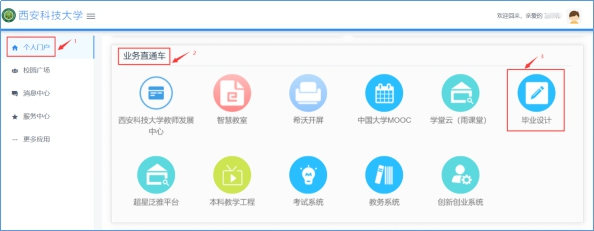 西安科技大学
欢迎回来，亲爱的
个人门户
1
校园广场
消息中心
服务中心
更多应用
业务直通车
2
3
西安科技大学教师发展
中心
智慧教室
希沃开屏
中国大学MOOC
学堂云（雨课堂）
毕业设计
超星泛雅平台
本科教学工程
考试系统
教务系统
创新创业系统